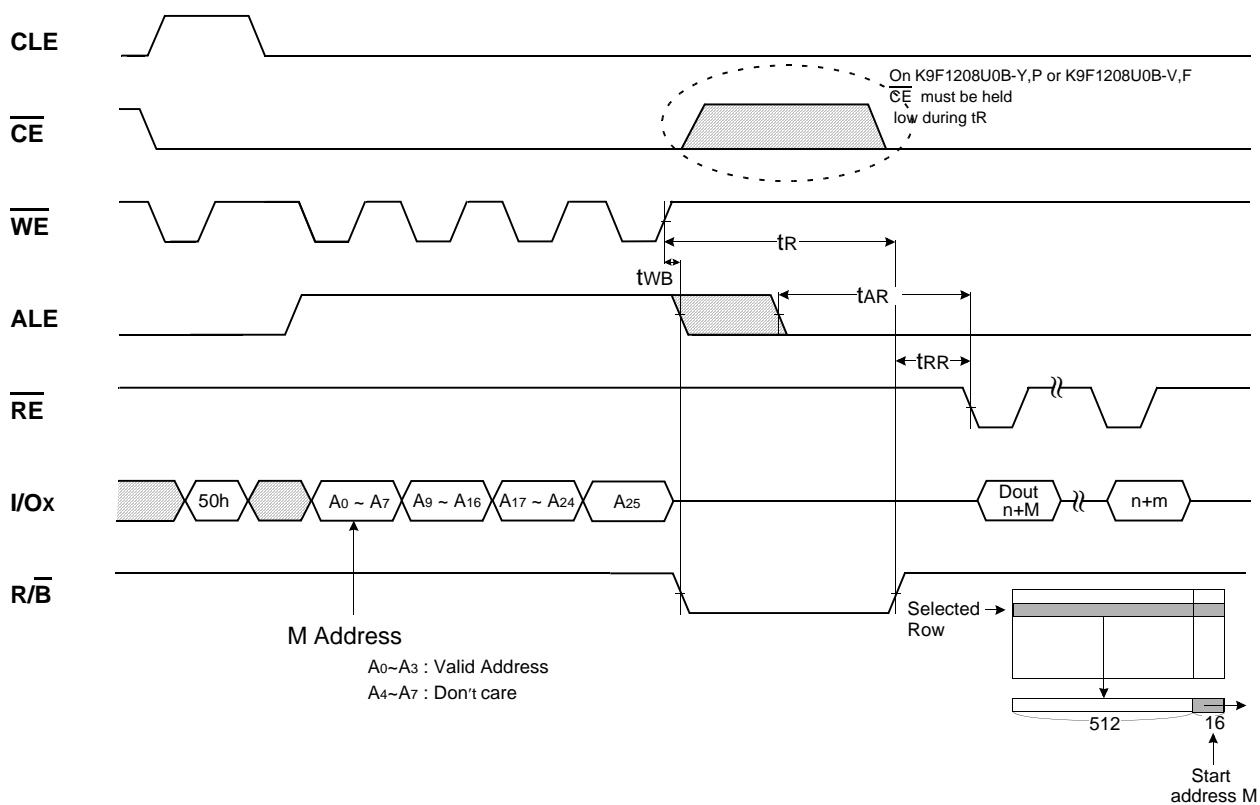 CLE
On K9F1208U0B-Y,P or K9F1208U0B-V,F
CE must be held
low during tR
CE
WE
tR
tWB
tAR
ALE
tRR
RE
I/Ox
50h
A0 ~ A7
A9 ~ A16
A17 ~ A24
A25
Dout
n+M
n+m
R/B
Selected
Row
M Address
A0~A3 : Valid Address
A4~A7 : Don't care
512
16
Start
address M